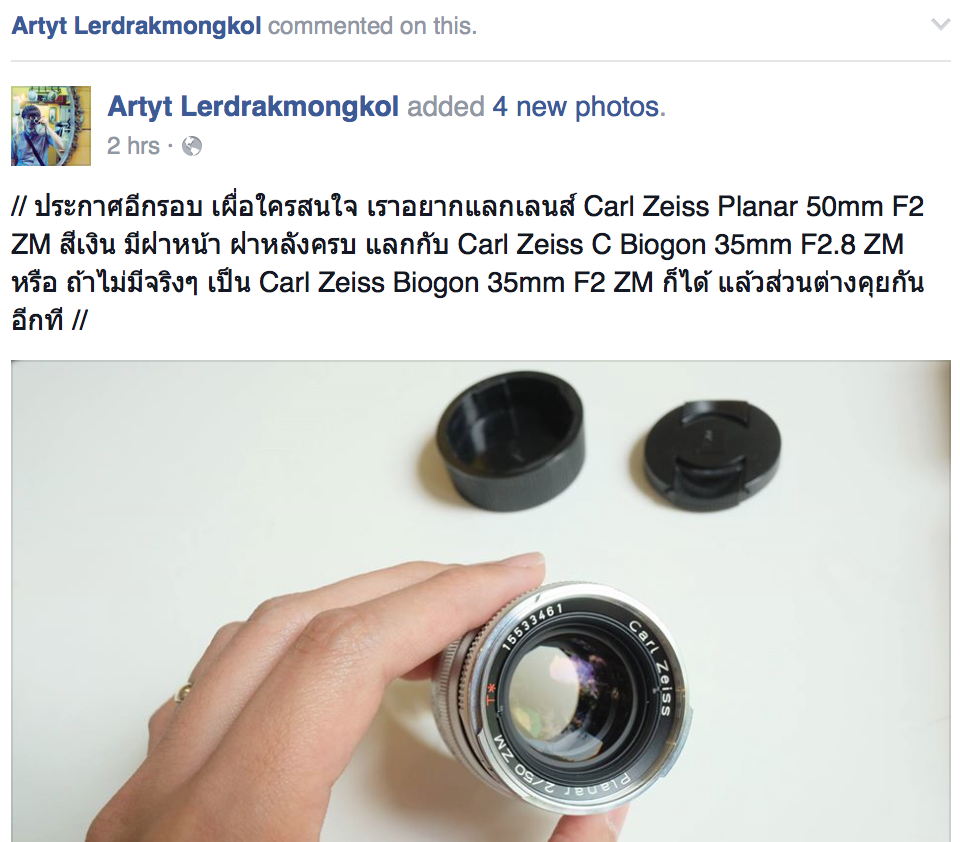 Artyt Lerdrakmongkol commented on this.
Artyt Lerdrakmongkol added 4 new photos.
2 hrs ·
// ประกาศอีกรอบ เผื่อใครสนใจ เราอยากแลกเลนส์ Carl Zeiss Planar 50mm F2
ZM สีเงิน มีฝาหน้า ฝาหลังครบ แลกกับ Carl Zeiss C Biogon 35mm F2.8 ZM
หรือ ถ้าไม่มีจริงๆ เป็น Carl Zeiss Biogon 35mm F2 ZM ก็ได้ แล้วส่วนต่างคุยกัน
อีกที //
15533461
Carl Zeiss
T*
Planar 2/50 ZM